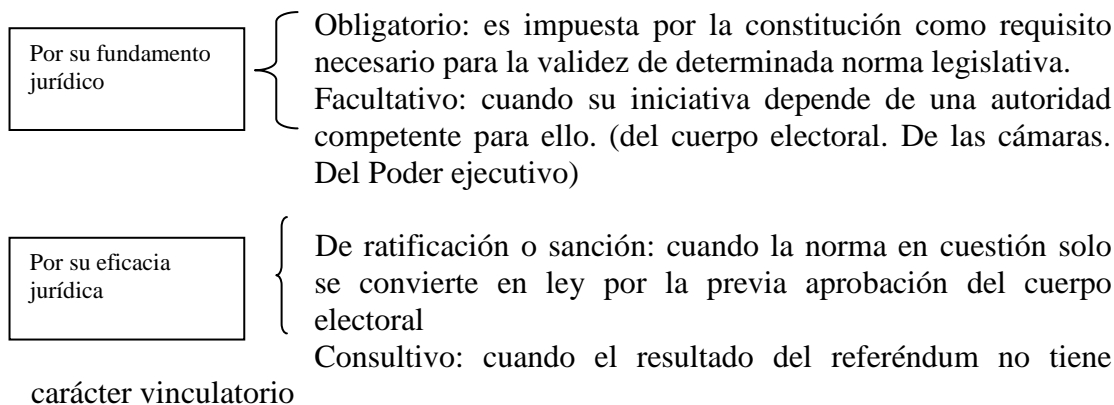 Por su fundamento
jurídico
Obligatorio: es impuesta por la constitución como requisito
necesario para la validez de determinada norma legislativa.
Facultativo: cuando su iniciativa depende de una autoridad
competente para ello. (del cuerpo electoral. De las cámaras.
Del Poder ejecutivo)
Por su eficacia
jurídica
De ratificación o sanción: cuando la norma en cuestión solo
se convierte en ley por la previa aprobación del cuerpo
electoral
Consultivo: cuando el resultado del referéndum no tiene
carácter vinculatorio